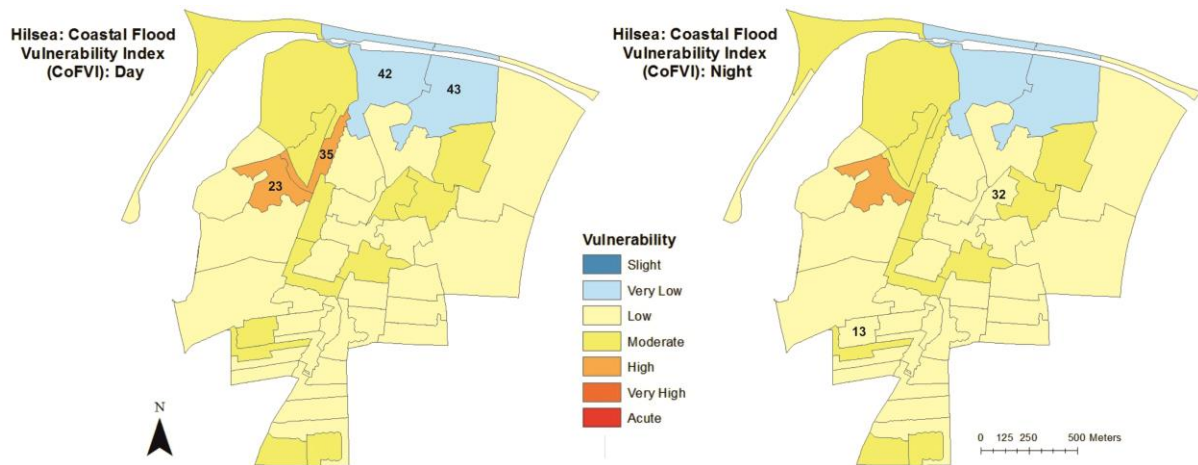 Hilsea: Coastal Flood
Vulnerability Index
(CoFVI): Day
42
43
35
23
N
Vulnerability
Slight
Very Low
Low
Moderate
High
Very High
Acute
Hilsea: Coastal Flood
Vulnerability Index
(CoFVI): Night
32
13
0 125 250 500 Meters